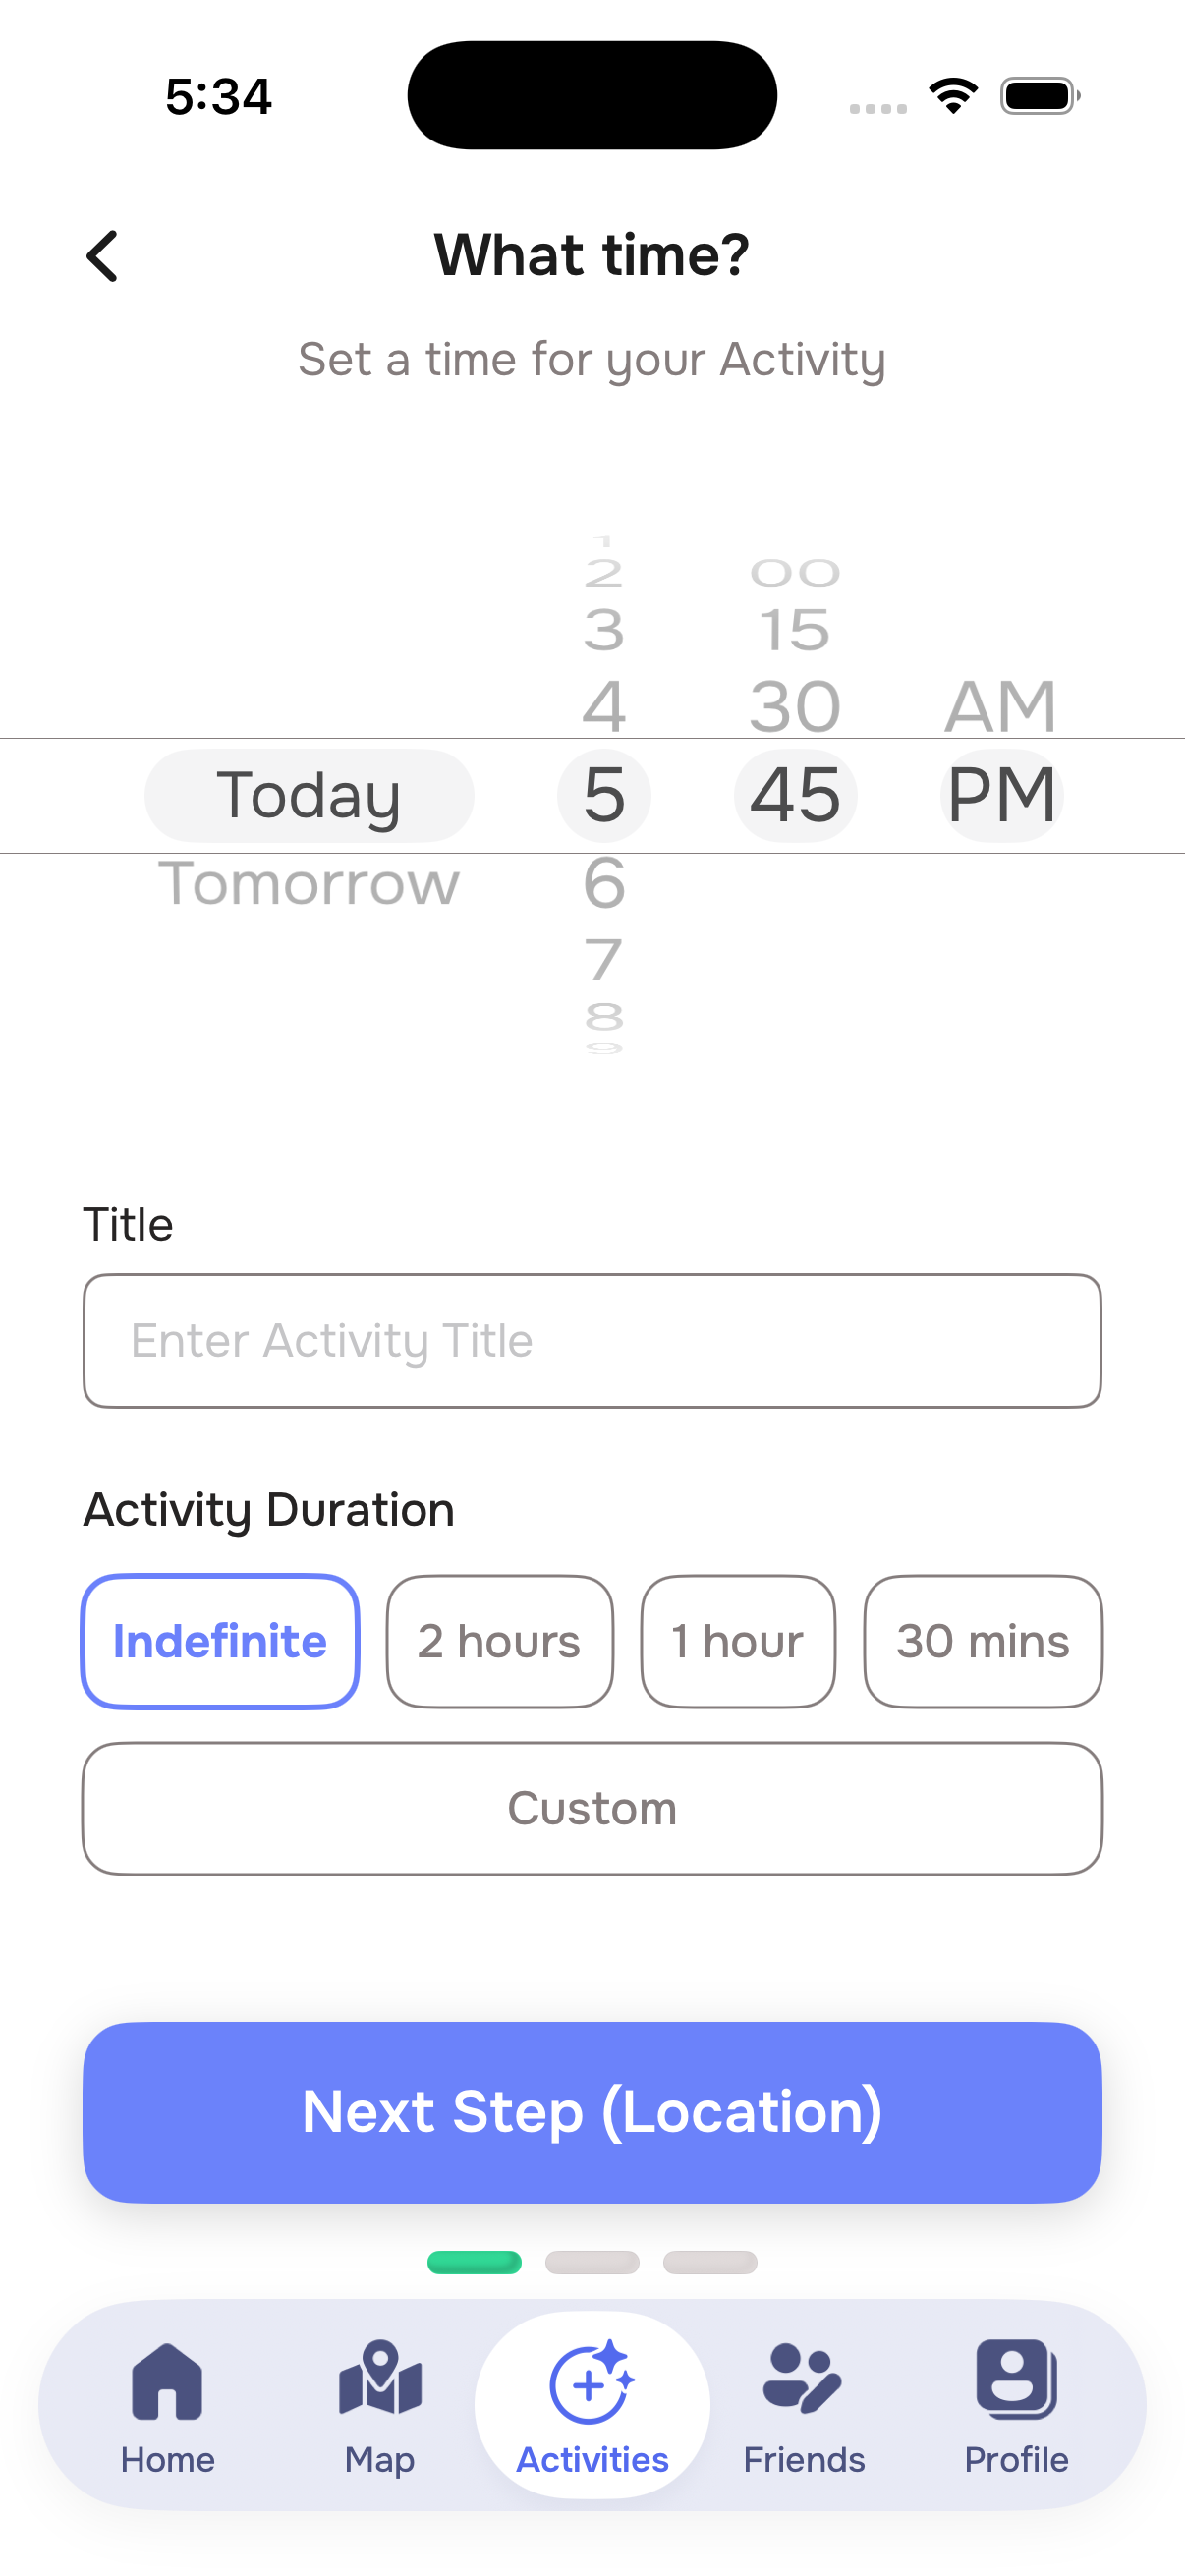 5:34
What time?
Set a time for your Activity
1
2 00
3 15
4 30 AM
Today 5 45 PM
Tomorrow 6
7
8
9
Title
Enter Activity Title
Activity Duration
Indefinite 2 hours 1 hour 30 mins
Custom
Next Step (Location)
Home Map Activities Friends Profile